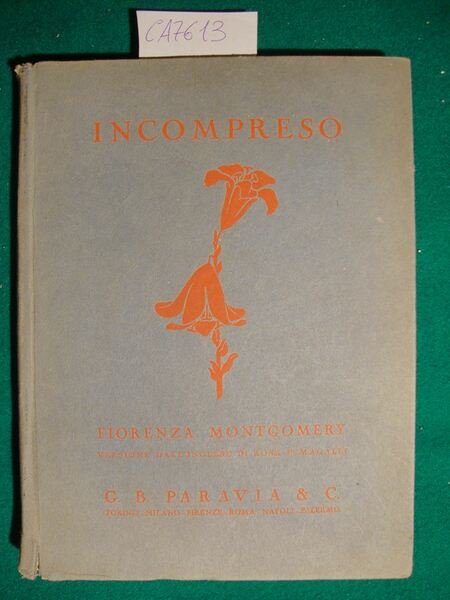 CA7613
INCOMPRESO
FIORENZA MONTGOMERY
VERSIONE DALL'INGLESE DI
G. B. PARAVIA & C.
TORINO MILANO FIRENZE ROMA NAPOLI PALERMO